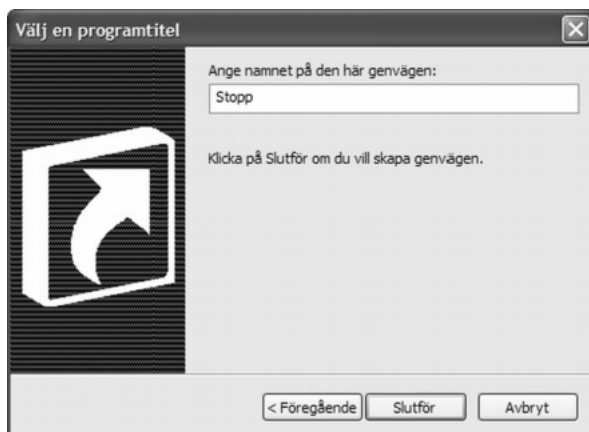 Välj en programtitel
Ange namnet på den här genvägen:
Stopp
Klicka på Slutför om du vill skapa genvägen.
< Föregående Slutför Avbryt